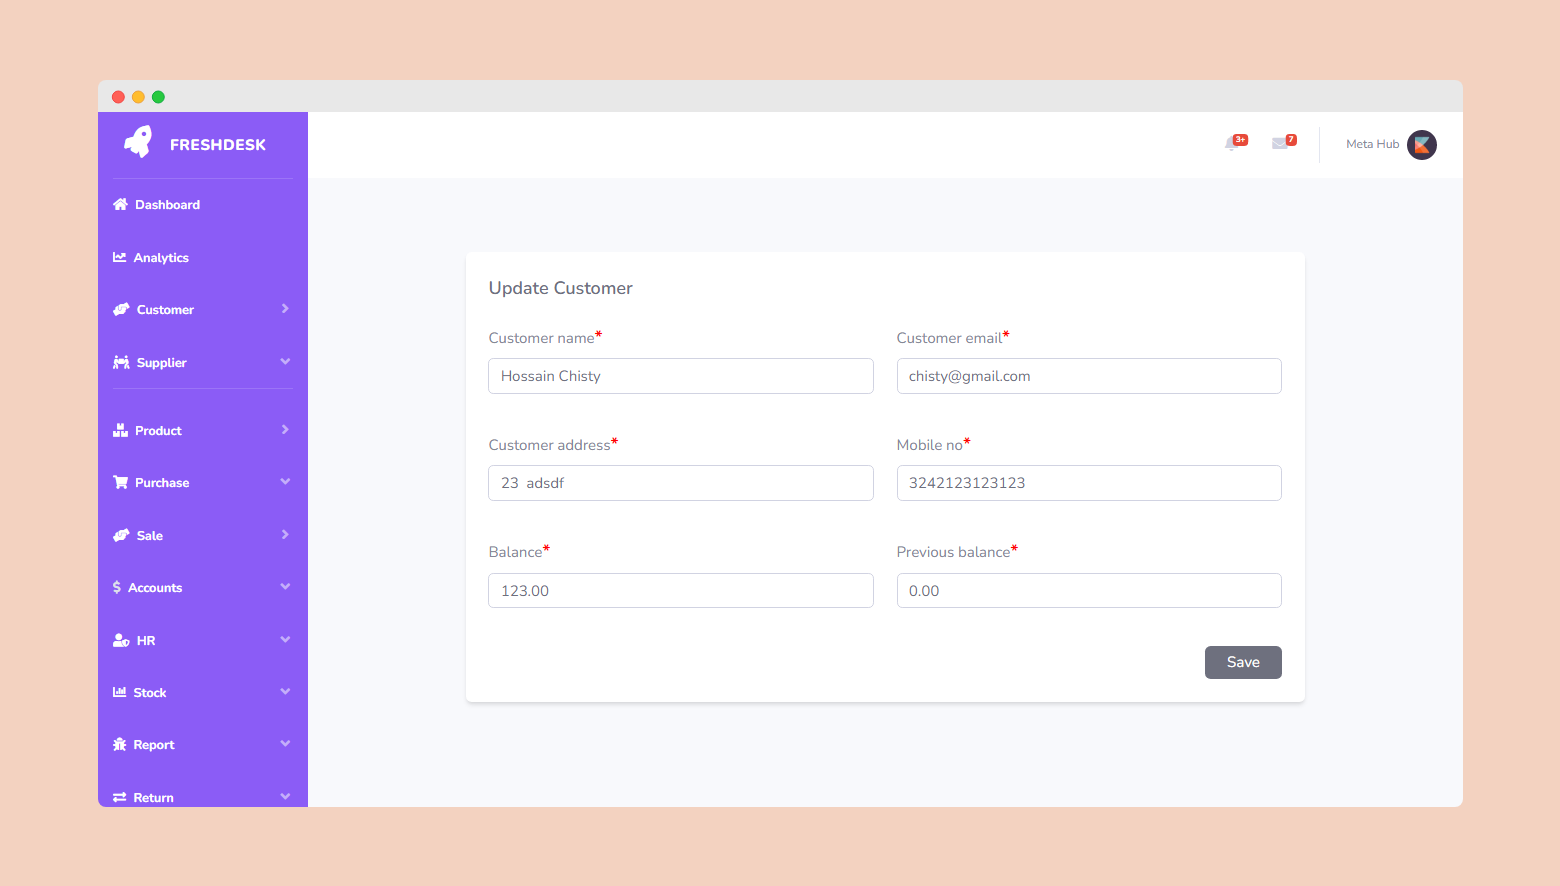 FRESHDESK
3+
7
Meta Hub
Dashboard
Analytics
Customer
Supplier
Product
Purchase
Sale
Accounts
HR
Stock
Report
Return
Update Customer
Customer name* Customer email*
Hossain Chisty chisty@gmail.com
Customer address* Mobile no*
23  adsdf 3242123123123
Balance* Previous balance*
123.00 0.00
Save